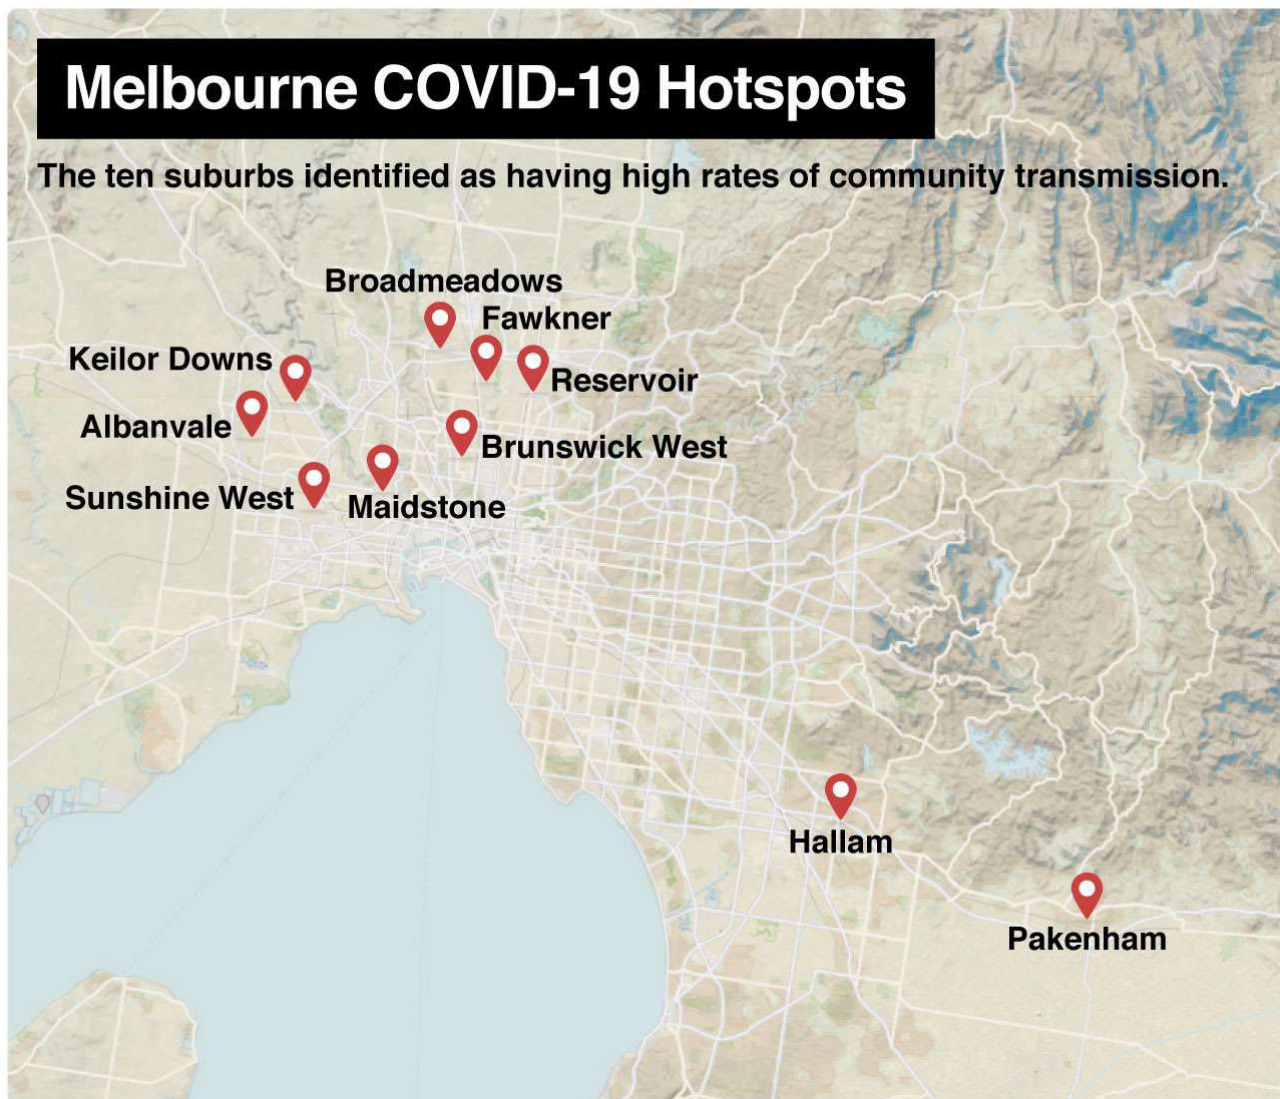 Melbourne COVID-19 Hotspots
The ten suburbs identified as having high rates of community transmission.
Broadmeadows
Fawkner
Keilor Downs
Reservoir
Albanvale
Brunswick West
Sunshine West
Maidstone
Hallam
Pakenham